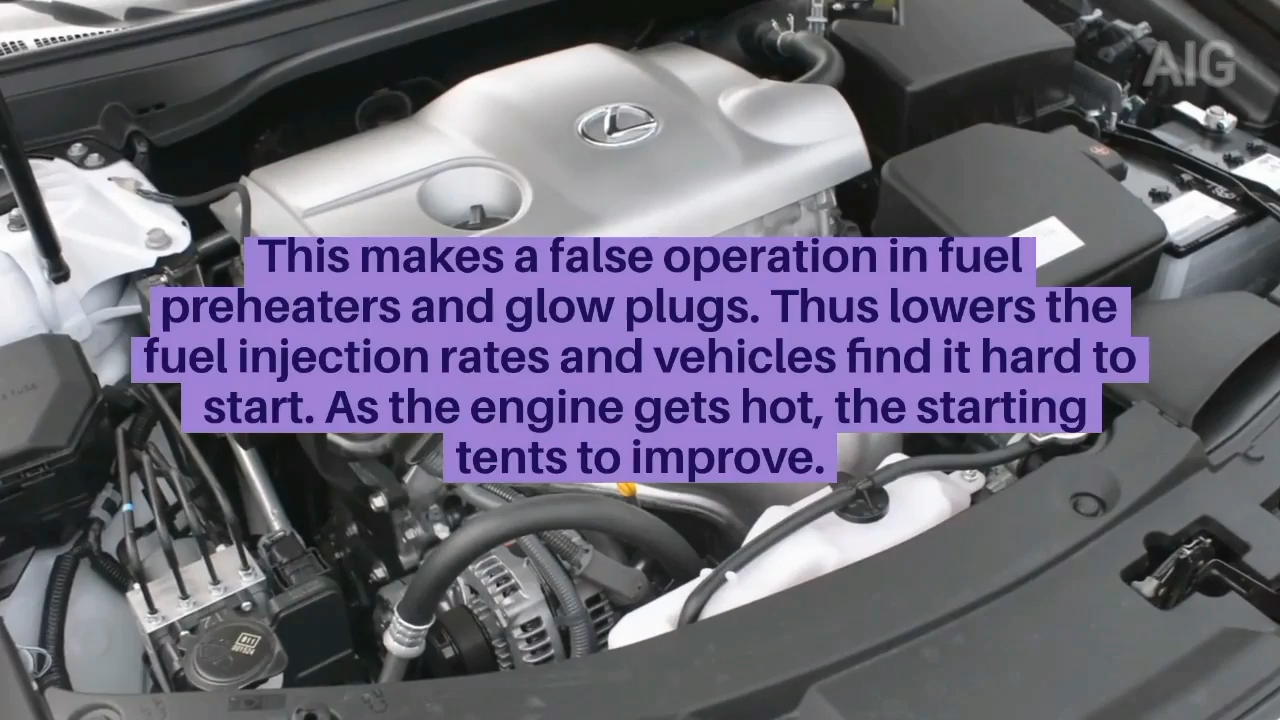 AIG
This makes a false operation in fuel
preheaters and glow plugs. Thus lowers the
fuel injection rates and vehicles find it hard to
start. As the engine gets hot, the starting
tents to improve.